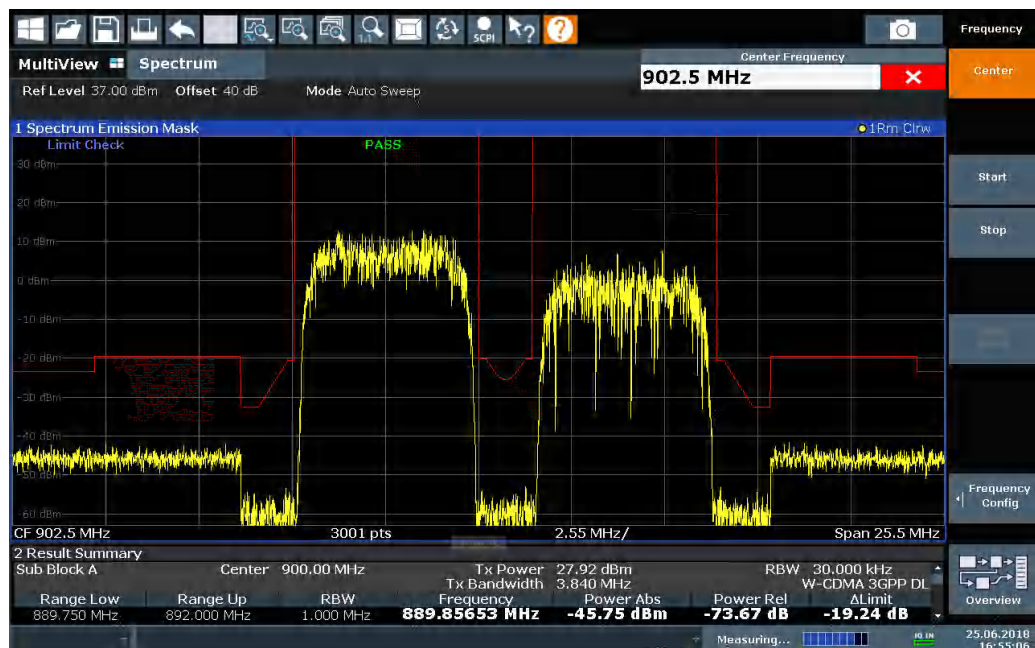 1:1
SCPI
?
?
Frequency
MultiView Spectrum
Center Frequency
902.5 MHz
Center
Ref Level 37.00 dBm Offset 40 dB Mode Auto Sweep
1 Spectrum Emission Mask
1Rm Clrw
Limit Check
PASS
30 dBm
20 dBm
10 dBm
0 dBm
-10 dBm
-20 dBm
-30 dBm
-40 dBm
-50 dBm
-60 dBm
Start
Stop
Frequency
Config
CF 902.5 MHz 3001 pts 2.55 MHz/ Span 25.5 MHz
2 Result Summary
Sub Block A Center 900.00 MHz Tx Power 27.92 dBm RBW 30.000 kHz
Tx Bandwidth 3.840 MHz W-CDMA 3GPP DL
Range Low Range Up RBW Frequency Power Abs Power Rel ΔLimit
889.750 MHz 892.000 MHz 1.000 MHz 889.85653 MHz -45.75 dBm -73.67 dB -19.24 dB
Overview
Measuring...
25.06.2018
16:55:06